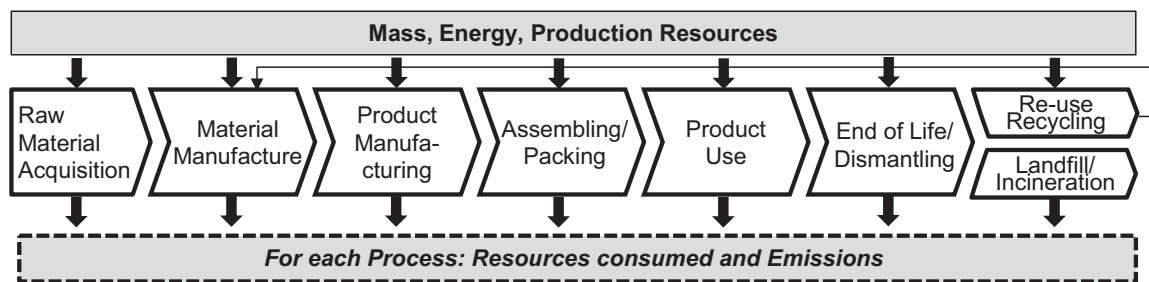 Mass, Energy, Production Resources
Raw
Material
Acquisition
Material
Manufacture
Product
Manufa-
cturing
Assembling/
Packing
Product
Use
End of Life/
Dismantling
Re-use
Recycling
Landfill/
Incineration
For each Process: Resources consumed and Emissions